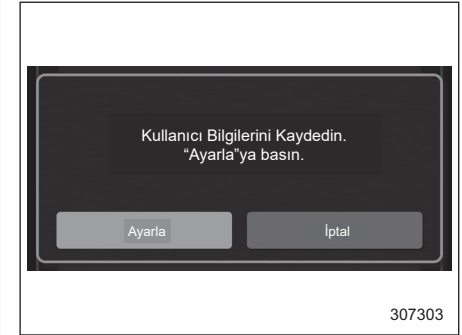 Kullanıcı Bilgilerini Kaydedin.
“Ayarla”ya basın.
Ayarla
İptal
307303